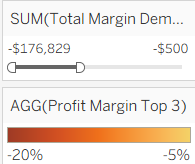 SUM(Total Margin Dem...
-$176,829 -$500
AGG(Profit Margin Top 3)
-20% -5%